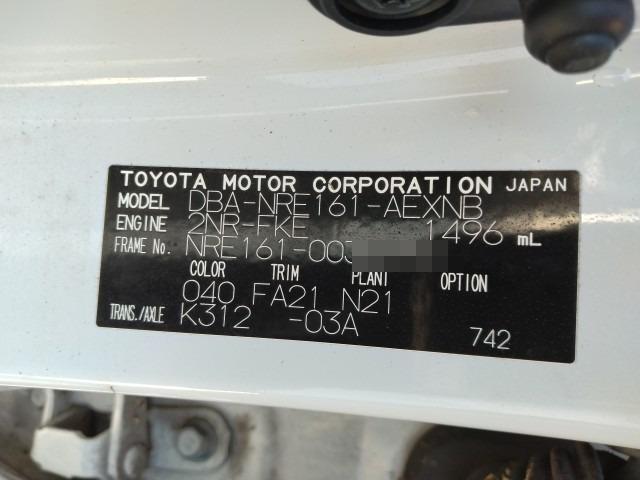 TOYOTA MOTOR CORPORATION JAPAN
MODEL DBA-NRE161-AEXNB
ENGINE 2NR-FKE 1496 mL
FRAME No. NRE161-003
COLOR TRIM PLANT OPTION
040 FA21 N21
TRANS./AXLE K312 -03A
742